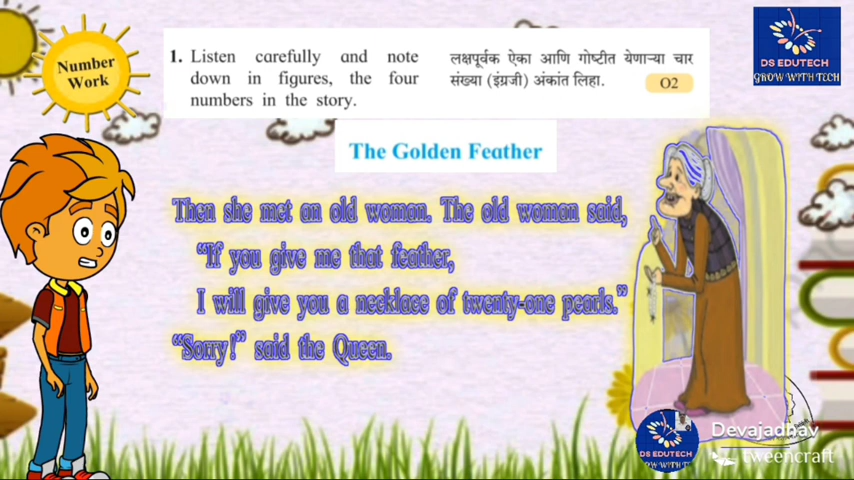 Number
Work
1. Listen carefully and note
down in figures, the four
numbers in the story.
लक्षपूर्वक ऐका आणि गोष्टीत येणाऱ्या चार
संख्या (इंग्रजी) अंकांत लिहा.
O2
DS EDUTECH
GROW WITH TECH
The Golden Feather
Then she met an old woman. The old woman said,
“If you give me that feather,
I will give you a necklace of twenty-one pearls.”
“Sorry!” said the Queen.
DS EDUTECH
Devajadhav
tweencraft